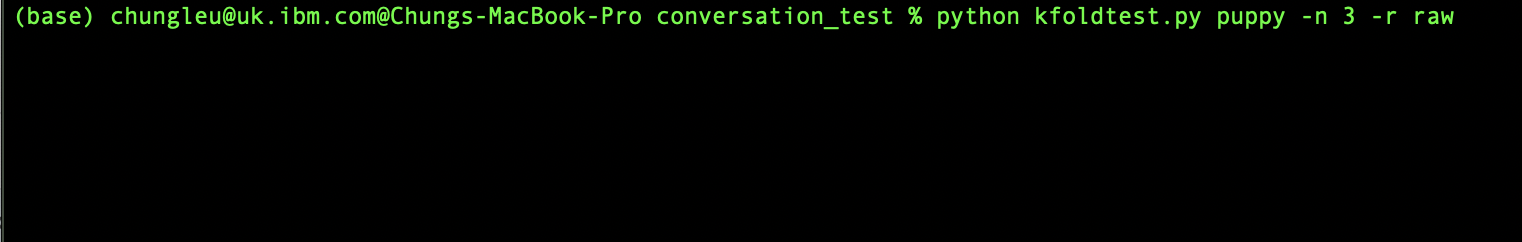 (base) chungleu@uk.ibm.com@Chungs-MacBook-Pro conversation_test % python kfoldtest.py puppy -n 3 -r raw